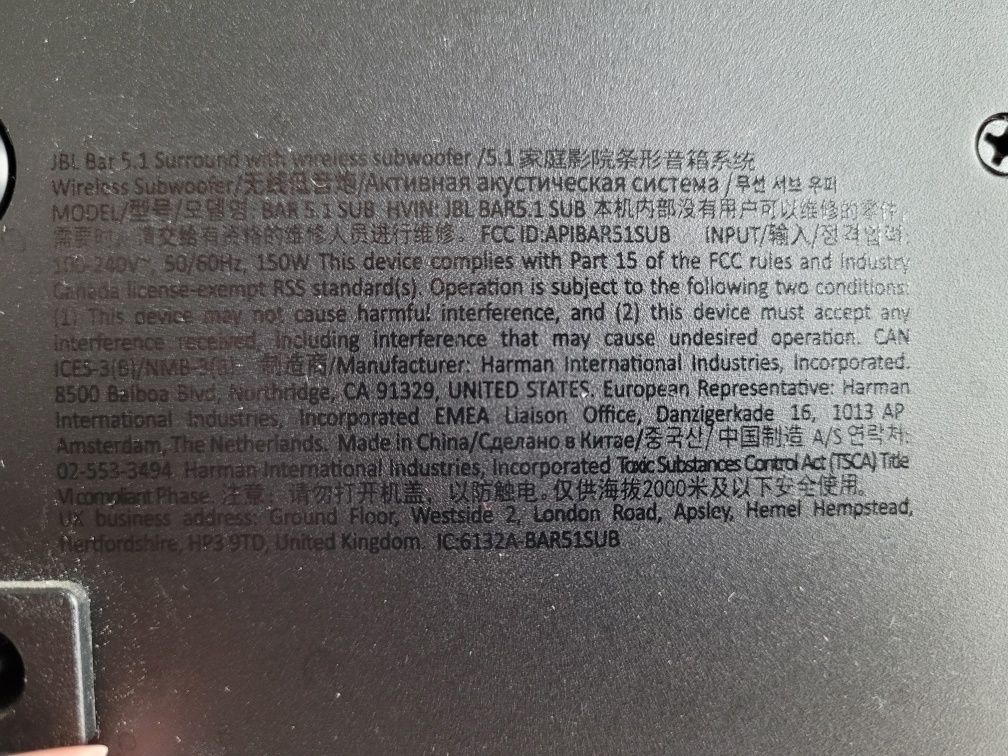 JBL Bar 5.1 Surround with wireless subwoofer /5.1 家庭影院条形音箱系统
Wireless Subwoofer/无线低音炮/Активная акустическая система /무선 서브 우퍼
MODEL/型号/모델명: BAR 5.1 SUB HVIN: JBL BAR5.1 SUB 本机内部没有用户可以维修的零件,
需要时, 请交给有资格的维修人员进行维修。 FCC ID:APIBAR51SUB INPUT/输入/정격입력:
100-240V~, 50/60Hz, 150W This device complies with Part 15 of the FCC rules and Industry
Canada license-exempt RSS standard(s). Operation is subject to the following two conditions:
(1) This device may not cause harmful interference, and (2) this device must accept any
interference received, including interference that may cause undesired operation. CAN
ICES-3(B)/NMB-3(B) 制造商/Manufacturer: Harman International Industries, Incorporated.
8500 Balboa Blvd, Northridge, CA 91329, UNITED STATES. European Representative: Harman
International Industries, Incorporated EMEA Liaison Office, Danzigerkade 16, 1013 AP
Amsterdam, The Netherlands. Made in China/Сделано в Китае/중국산/中国制造 A/S 연락처:
02-553-3494 Harman International Industries, Incorporated Toxic Substances Control Act (TSCA) Title
VI compliant Phase. 注意: 请勿打开机盖, 以防触电。仅供海拔2000米及以下安全使用。
UK business address: Ground Floor, Westside 2, London Road, Apsley, Hemel Hempstead,
Hertfordshire, HP3 9TD, United Kingdom. IC:6132A-BAR51SUB